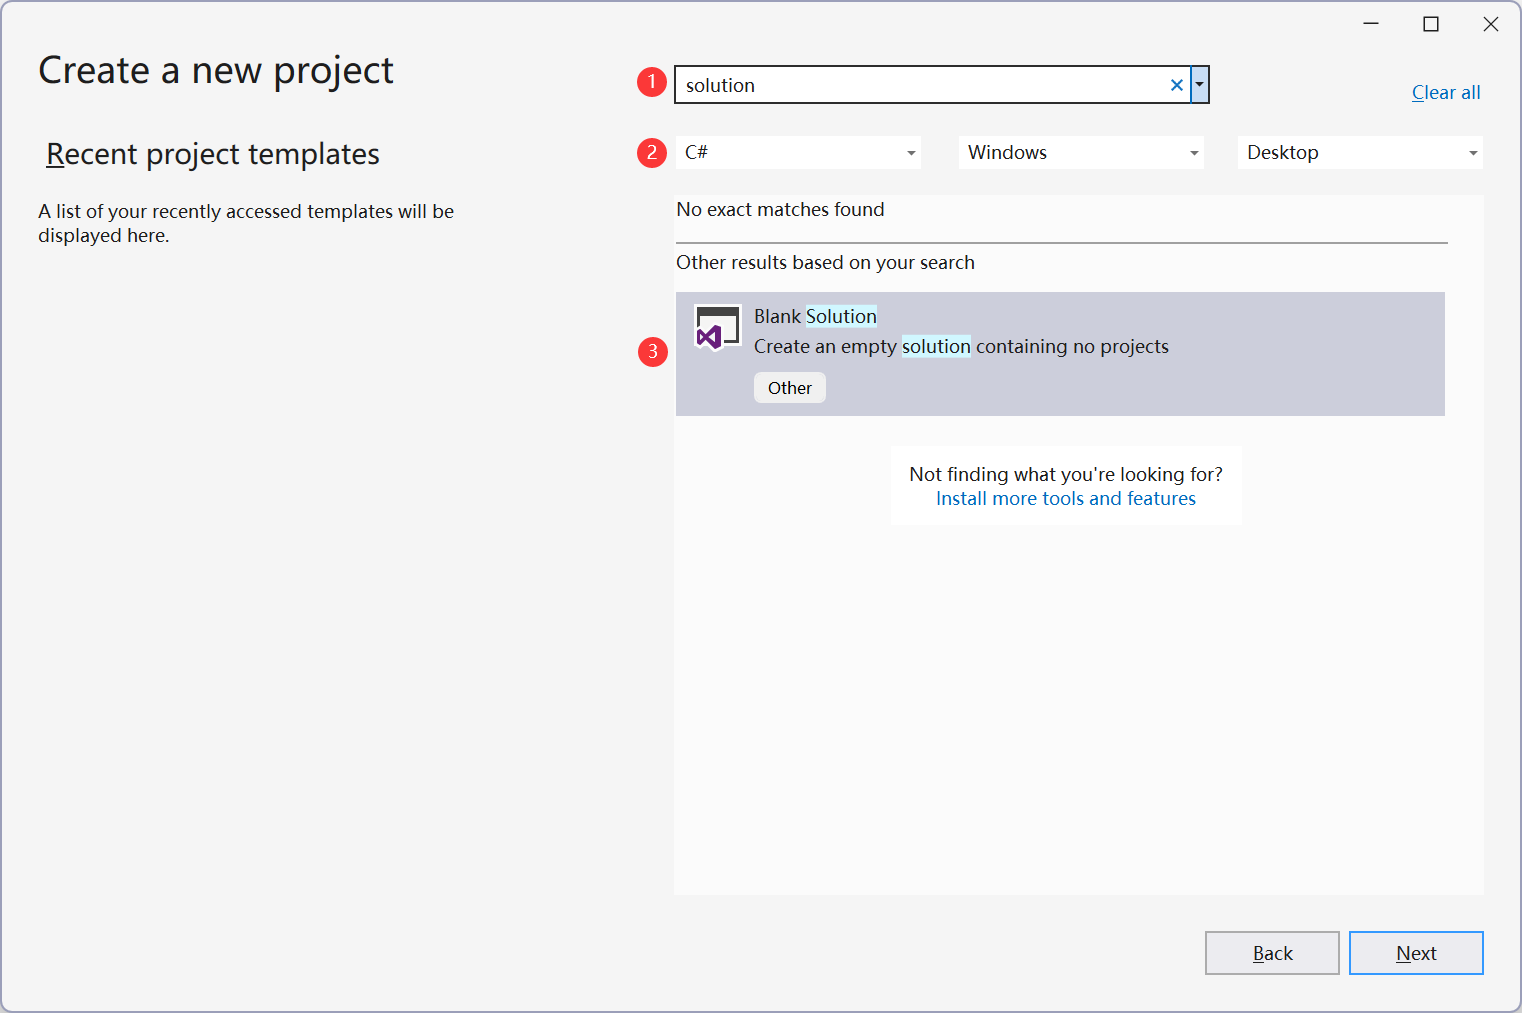 Create a new project
Recent project templates
A list of your recently accessed templates will be
displayed here.
1 solution
Clear all
2 C# Windows Desktop
No exact matches found
Other results based on your search
Blank Solution
3 Create an empty solution containing no projects
Other
Not finding what you're looking for?
Install more tools and features
Back Next